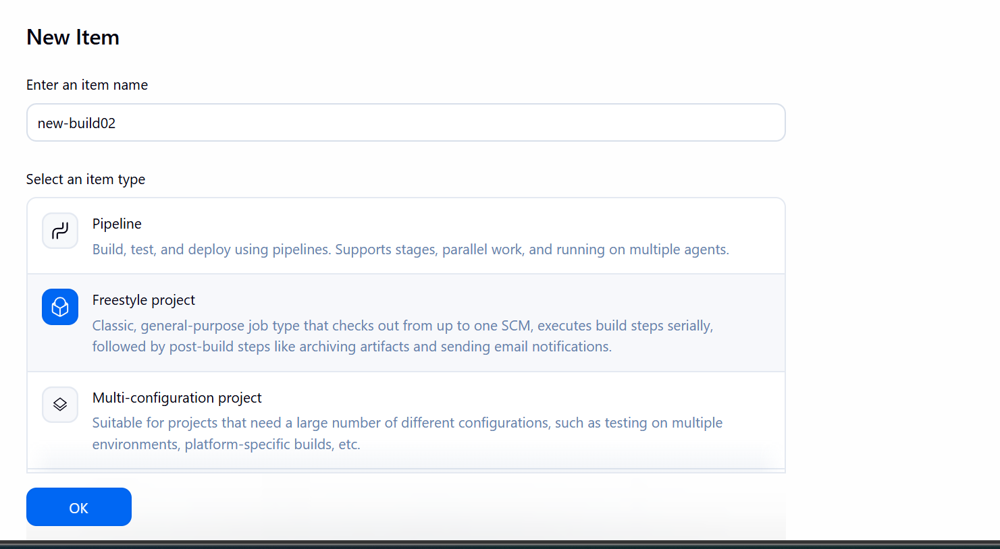 New Item
Enter an item name
new-build02
Select an item type
Pipeline
Build, test, and deploy using pipelines. Supports stages, parallel work, and running on multiple agents.
Freestyle project
Classic, general-purpose job type that checks out from up to one SCM, executes build steps serially,
followed by post-build steps like archiving artifacts and sending email notifications.
Multi-configuration project
Suitable for projects that need a large number of different configurations, such as testing on multiple
environments, platform-specific builds, etc.
OK